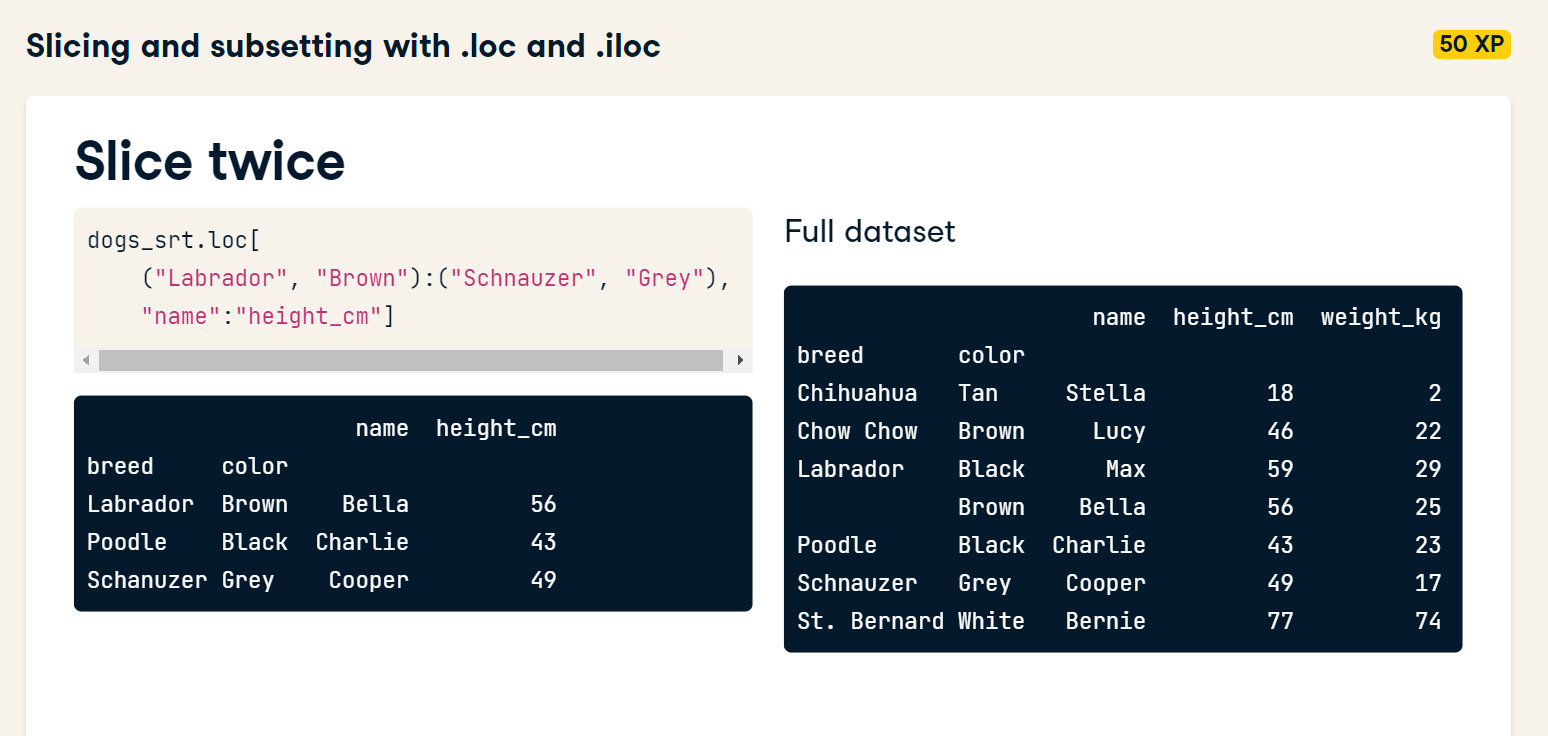 Slicing and subsetting with .loc and .iloc
50 XP
Slice twice
dogs_srt.loc[
    ("Labrador", "Brown"):("Schnauzer", "Grey"),
    "name":"height_cm"]
                    name  height_cm
breed     color
Labrador  Brown    Bella         56
Poodle    Black  Charlie         43
Schanuzer Grey    Cooper         49
Full dataset
                      name  height_cm  weight_kg
breed       color
Chihuahua   Tan     Stella         18          2
Chow Chow   Brown     Lucy         46         22
Labrador    Black      Max         59         29
            Brown    Bella         56         25
Poodle      Black  Charlie         43         23
Schnauzer   Grey    Cooper         49         17
St. Bernard White   Bernie         77         74